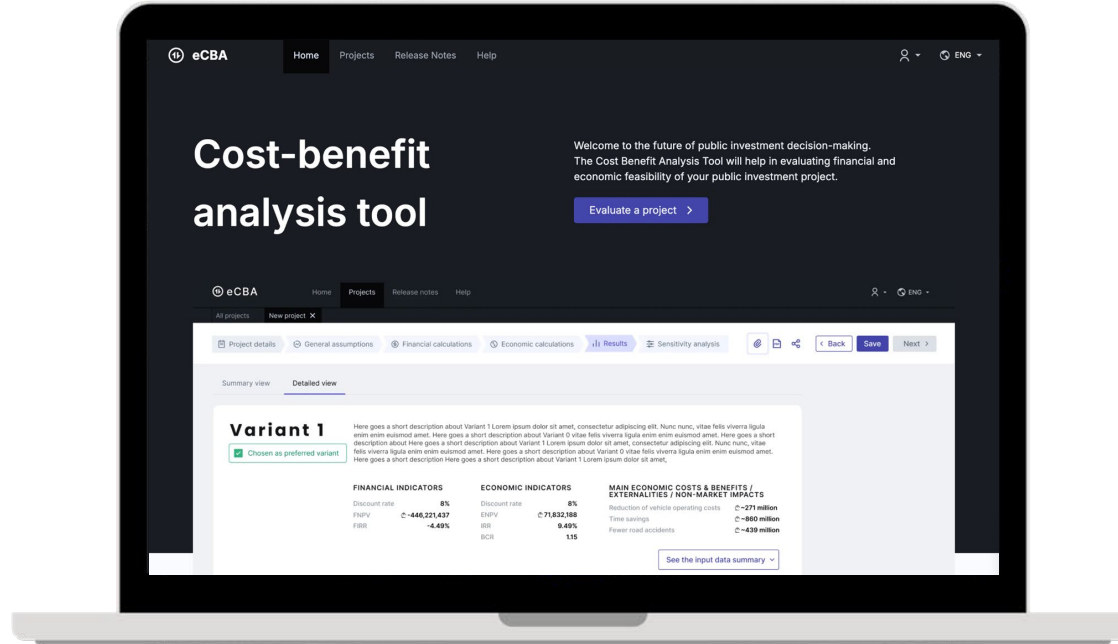 eCBA Home Projects Release Notes Help ENG
Cost-benefit
analysis tool
Welcome to the future of public investment decision-making.
The Cost Benefit Analysis Tool will help in evaluating financial and
economic feasibility of your public investment project.
Evaluate a project
eCBA Home Projects Release notes Help ENG
All projects New project X
Project details General assumptions Financial calculations Economic calculations Results Sensitivity analysis Back Save Next
Summary view Detailed view
Variant 1
Chosen as preferred variant
Here goes a short description about Variant 1 Lorem ipsum dolor sit amet, consectetur adipiscing elit. Nunc nunc, vitae felis viverra ligula
enim enim euismod amet. Here goes a short description about Variant 0 vitae felis viverra ligula enim enim euismod amet. Here goes a short
description about Here goes a short description about Variant 1 Lorem ipsum dolor sit amet, consectetur adipiscing elit. Nunc nunc, vitae
felis viverra ligula enim enim euismod amet. Here goes a short description about Variant 0 vitae felis viverra ligula enim enim euismod amet.
Here goes a short description Here goes a short description about Variant 1 Lorem ipsum dolor sit amet,
FINANCIAL INDICATORS
Discount rate 8%
FNPV ₾ -446,221,437
FIRR -4.49%
ECONOMIC INDICATORS
Discount rate 8%
ENPV ₾ 71,832,188
IRR 9.49%
BCR 1.15
MAIN ECONOMIC COSTS & BENEFITS /
EXTERNALITIES / NON-MARKET IMPACTS
Reduction of vehicle operating costs ₾ ~271 million
Time savings ₾ ~860 million
Fewer road accidents ₾ ~439 million
See the input data summary